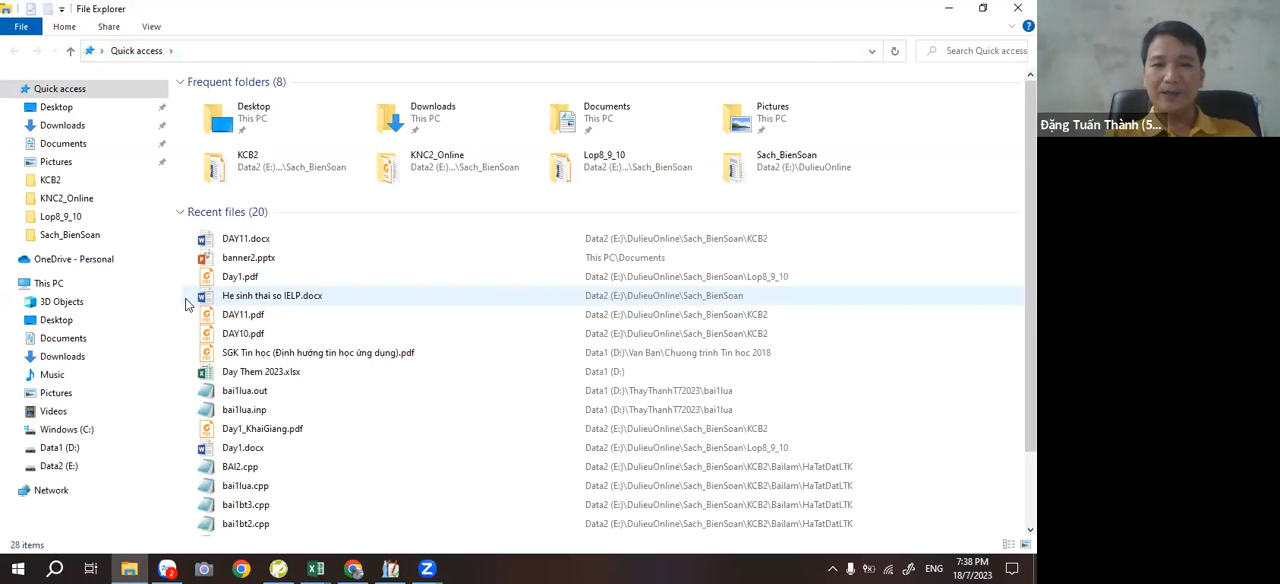 File Explorer
File Home Share View
Quick access
Search Quick access
Quick access
Desktop
Downloads
Documents
Pictures
KCB2
KNC2_Online
Lop8_9_10
Sach_BienSoan
OneDrive - Personal
This PC
3D Objects
Desktop
Documents
Downloads
Music
Pictures
Videos
Windows (C:)
Data1 (D:)
Data2 (E:)
Network
Frequent folders (8)
Desktop
This PC
Downloads
This PC
Documents
This PC
Pictures
This PC
KCB2
Data2 (E:)...\Sach_BienSoan
KNC2_Online
Data2 (E:)...\Sach_BienSoan
Lop8_9_10
Data2 (E:)...\Sach_BienSoan
Sach_BienSoan
Data2 (E:)\DulieuOnline
Recent files (20)
DAY11.docx Data2 (E:)\DulieuOnline\Sach_BienSoan\KCB2
banner2.pptx This PC\Documents
Day1.pdf Data2 (E:)\DulieuOnline\Sach_BienSoan\Lop8_9_10
He sinh thai so IELP.docx Data2 (E:)\DulieuOnline\Sach_BienSoan
DAY11.pdf Data2 (E:)\DulieuOnline\Sach_BienSoan\KCB2
DAY10.pdf Data2 (E:)\DulieuOnline\Sach_BienSoan\KCB2
SGK Tin học (Định hướng tin học ứng dụng).pdf Data1 (D:)\Van Ban\Chuong trinh Tin hoc 2018
Day Them 2023.xlsx Data1 (D:)
bai1lua.out Data1 (D:)\ThayThanhT72023\bai1lua
bai1lua.inp Data1 (D:)\ThayThanhT72023\bai1lua
Day1_KhaiGiang.pdf Data2 (E:)\DulieuOnline\Sach_BienSoan\KCB2
Day1.docx Data2 (E:)\DulieuOnline\Sach_BienSoan\Lop8_9_10
BAI2.cpp Data2 (E:)\DulieuOnline\Sach_BienSoan\KCB2\Bailam\HaTatDatLTK
bai1lua.cpp Data2 (E:)\DulieuOnline\Sach_BienSoan\KCB2\Bailam\HaTatDatLTK
bai1bt3.cpp Data2 (E:)\DulieuOnline\Sach_BienSoan\KCB2\Bailam\HaTatDatLTK
bai1bt2.cpp Data2 (E:)\DulieuOnline\Sach_BienSoan\KCB2\Bailam\HaTatDatLTK
28 items
2
ENG
7:38 PM
18/7/2023
Đặng Tuấn Thành (5...